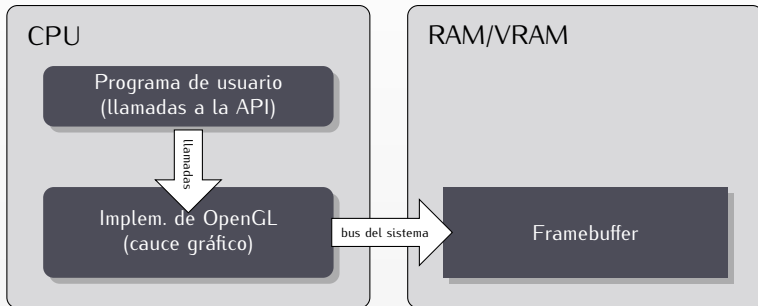 CPU
Programa de usuario
(llamadas a la API)
llamadas
Implem. de OpenGL
(cauce gráfico)
bus del sistema
RAM/VRAM
Framebuffer